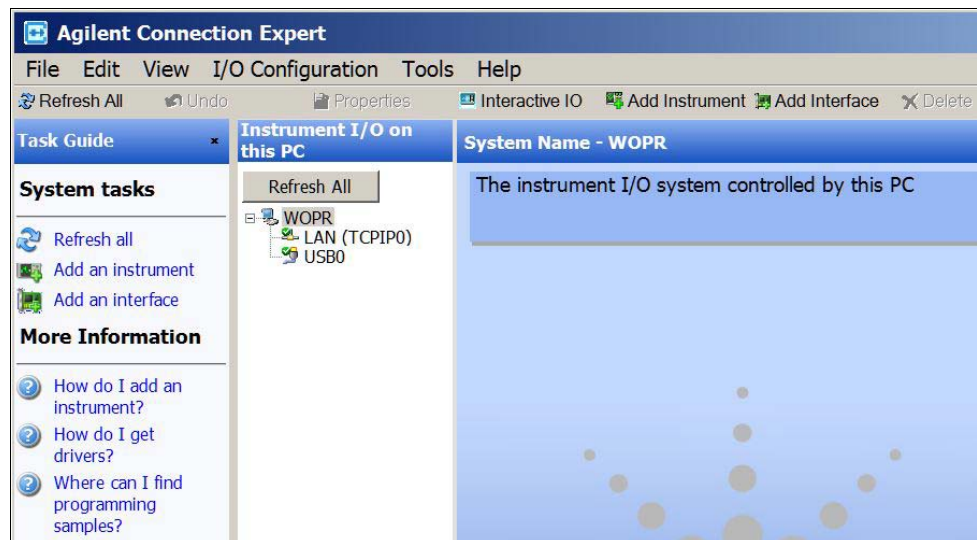 Agilent Connection Expert
File Edit View I/O Configuration Tools Help
Refresh All Undo Properties Interactive IO Add Instrument Add Interface Delete
Task Guide
System tasks
Refresh all
Add an instrument
Add an interface
More Information
How do I add an
instrument?
How do I get
drivers?
Where can I find
programming
samples?
Instrument I/O on
this PC
Refresh All
WOPR
LAN (TCPIP0)
USB0
System Name - WOPR
The instrument I/O system controlled by this PC